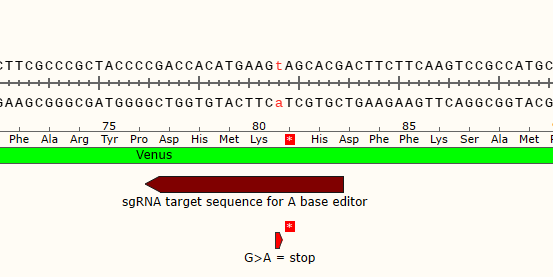 CTTCGCCCGCTACCCCGACCACATGAAGtAGCACGACTTCTTCAAGTCCGCCATGC
GAAGCGGGCGATGGGGCTGGTGTACTTCaTCGTGCTGAAGAAGTTCAGGCGGTACG
75 80 85
Phe Ala Arg Tyr Pro Asp His Met Lys * His Asp Phe Phe Lys Ser Ala Met
Venus
sgRNA target sequence for A base editor
*
G>A = stop